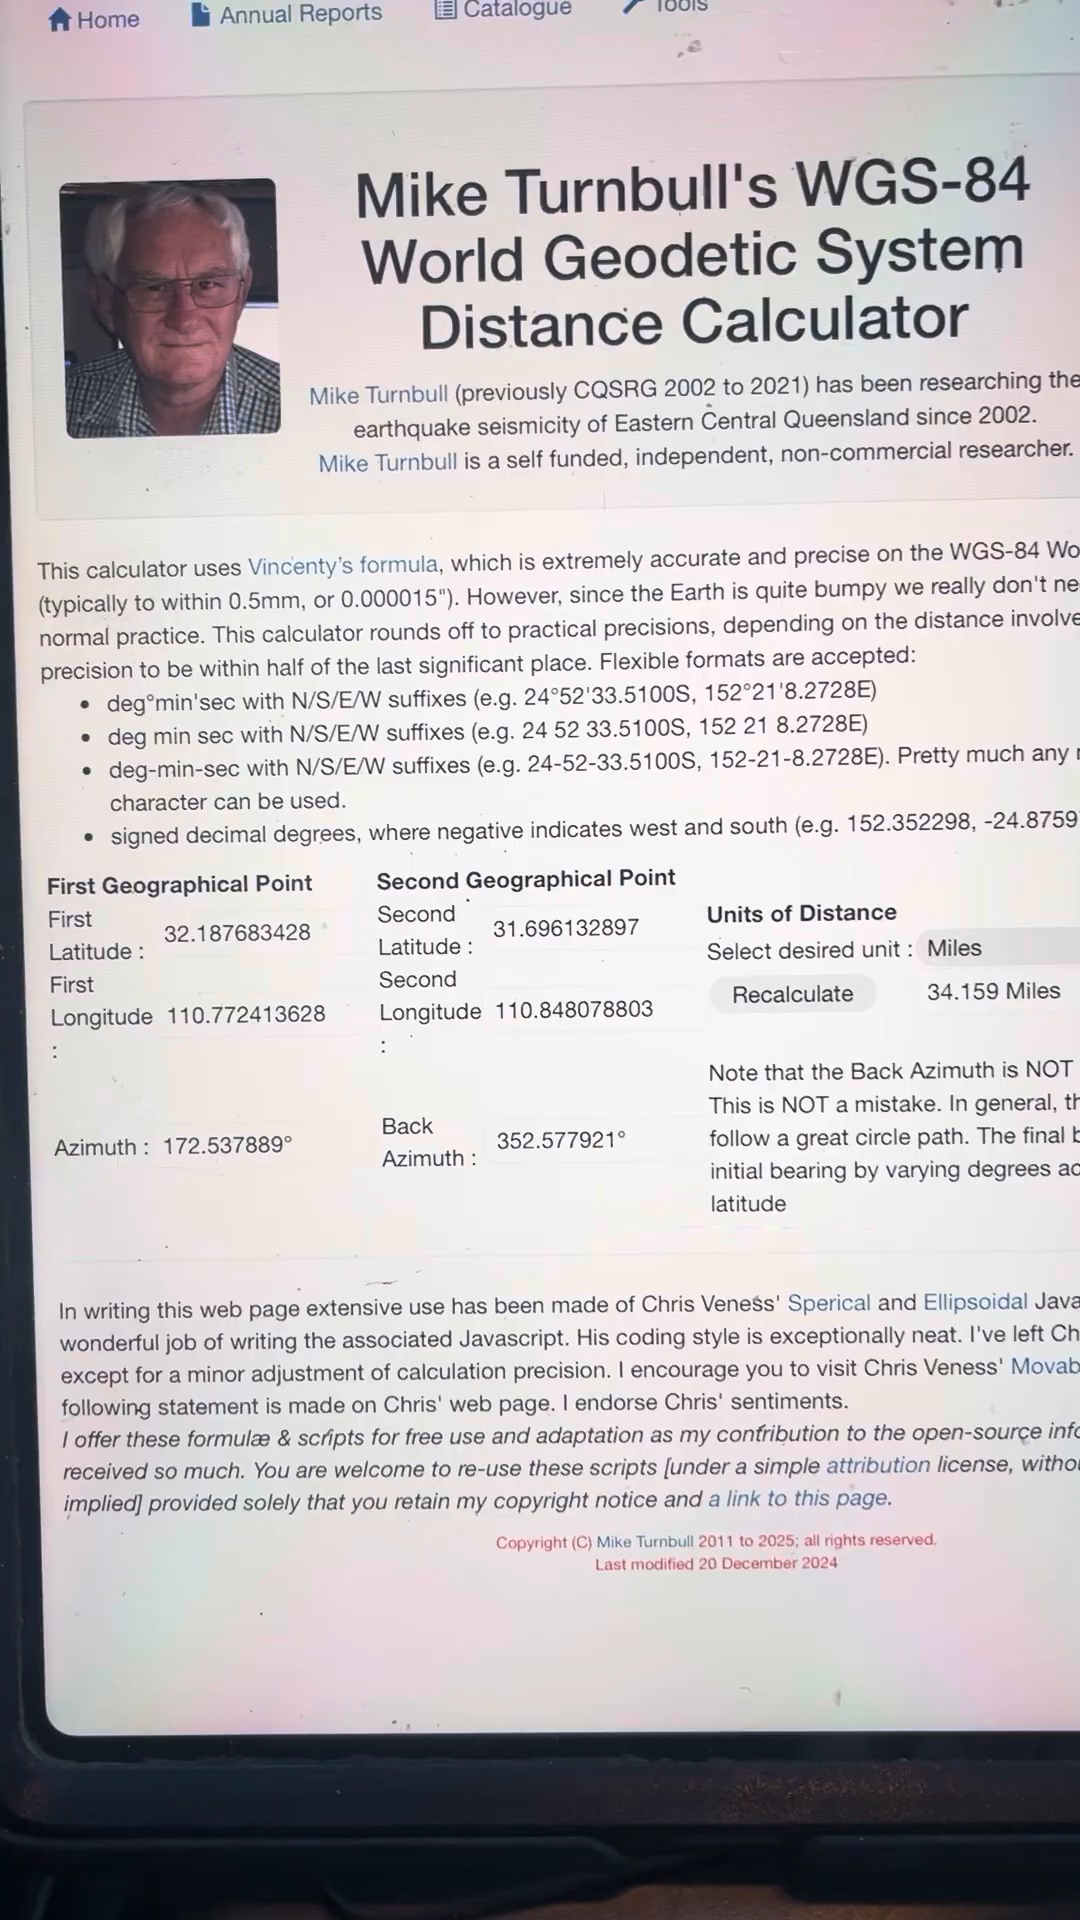 Home Annual Reports Catalogue Tools
Mike Turnbull's WGS-84
World Geodetic System
Distance Calculator
Mike Turnbull (previously CQSRG 2002 to 2021) has been researching the
earthquake seismicity of Eastern Central Queensland since 2002.
Mike Turnbull is a self funded, independent, non-commercial researcher.
This calculator uses Vincenty's formula, which is extremely accurate and precise on the WGS-84 Wo
(typically to within 0.5mm, or 0.000015"). However, since the Earth is quite bumpy we really don't ne
normal practice. This calculator rounds off to practical precisions, depending on the distance involve
precision to be within half of the last significant place. Flexible formats are accepted:
• deg°min'sec with N/S/E/W suffixes (e.g. 24°52'33.5100S, 152°21'8.2728E)
• deg min sec with N/S/E/W suffixes (e.g. 24 52 33.5100S, 152 21 8.2728E)
• deg-min-sec with N/S/E/W suffixes (e.g. 24-52-33.5100S, 152-21-8.2728E). Pretty much any
character can be used.
• signed decimal degrees, where negative indicates west and south (e.g. 152.352298, -24.8759
First Geographical Point
First
Latitude : 32.187683428
First
Longitude 110.772413628
:
Azimuth : 172.537889°
Second Geographical Point
Second
Latitude : 31.696132897
Second
Longitude 110.848078803
:
Back
Azimuth : 352.577921°
Units of Distance
Select desired unit : Miles
Recalculate 34.159 Miles
Note that the Back Azimuth is NOT
This is NOT a mistake. In general, th
follow a great circle path. The final b
initial bearing by varying degrees ac
latitude
In writing this web page extensive use has been made of Chris Veness' Sperical and Ellipsoidal Java
wonderful job of writing the associated Javascript. His coding style is exceptionally neat. I've left Ch
except for a minor adjustment of calculation precision. I encourage you to visit Chris Veness' Movab
following statement is made on Chris' web page. I endorse Chris' sentiments.
I offer these formulæ & scripts for free use and adaptation as my contribution to the open-source info
received so much. You are welcome to re-use these scripts [under a simple attribution license, withou
implied] provided solely that you retain my copyright notice and a link to this page.
Copyright (C) Mike Turnbull 2011 to 2025; all rights reserved.
Last modified 20 December 2024